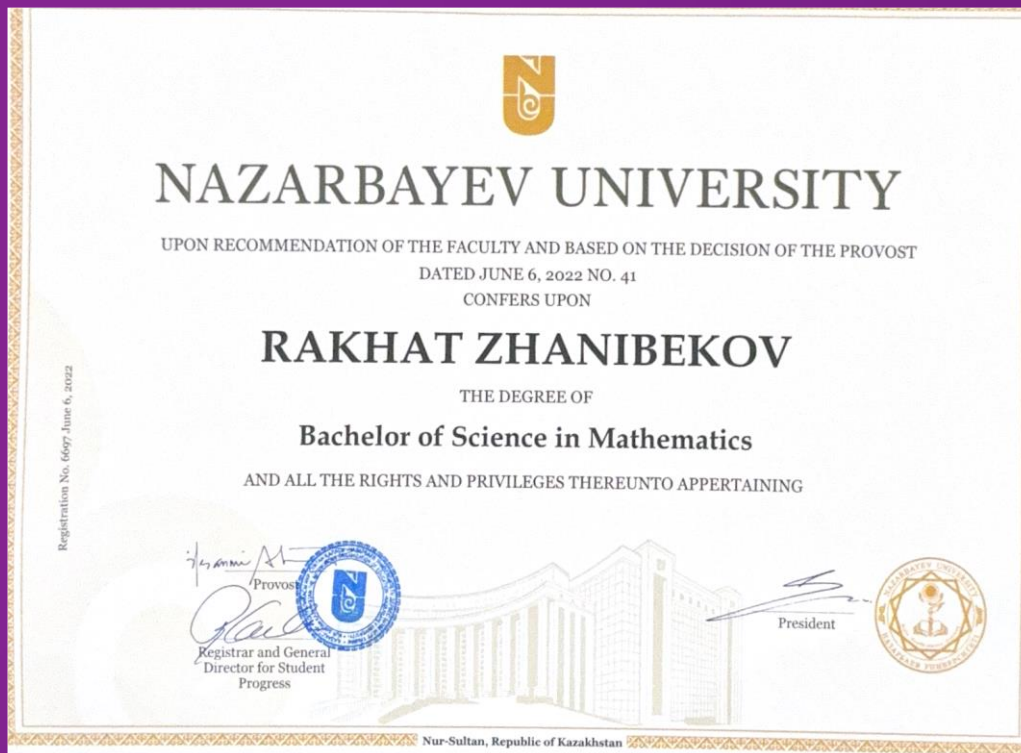 NAZARBAYEV UNIVERSITY
UPON RECOMMENDATION OF THE FACULTY AND BASED ON THE DECISION OF THE PROVOST
DATED JUNE 6, 2022 NO. 41
CONFERS UPON
RAKHAT ZHANIBEKOV
THE DEGREE OF
Bachelor of Science in Mathematics
AND ALL THE RIGHTS AND PRIVILEGES THEREUNTO APPERTAINING
Registration No. 6697 June 6, 2022
Provost
Registrar and General
Director for Student
Progress
President
NAZARBAYEV UNIVERSITY
Nur-Sultan, Republic of Kazakhstan